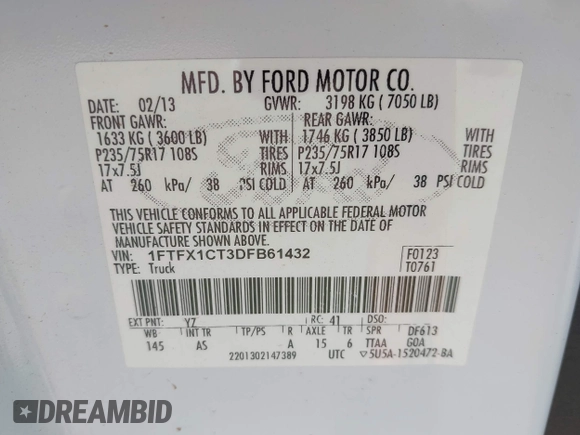 MFD. BY FORD MOTOR CO.
DATE: 02/13 GVWR: 3198 KG ( 7050 LB)
FRONT GAWR: REAR GAWR:
1633 KG ( 3600 LB) 1746 KG ( 3850 LB) WITH
P235/75R17 108S TIRES P235/75R17 108S TIRES
17x7.5J RIMS 17x7.5J RIMS
AT 260 kPa/ 38 PSI COLD AT 260 kPa/ 38 PSI COLD
THIS VEHICLE CONFORMS TO ALL APPLICABLE FEDERAL MOTOR
VEHICLE SAFETY STANDARDS IN EFFECT ON THE DATE OF
MANUFACTURE SHOWN ABOVE.
VIN: 1FTFX1CT3DFB61432 F0123
TYPE: Truck T0761
EXT PNT: YZ RC: 41 DSO:
WB INT TR TP/PS R AXLE TR SPR DF613
145 AS A 15 6 TTAA G0A
2201302147389 UTC ▽5U5A-1520472-BA
DREAMBID